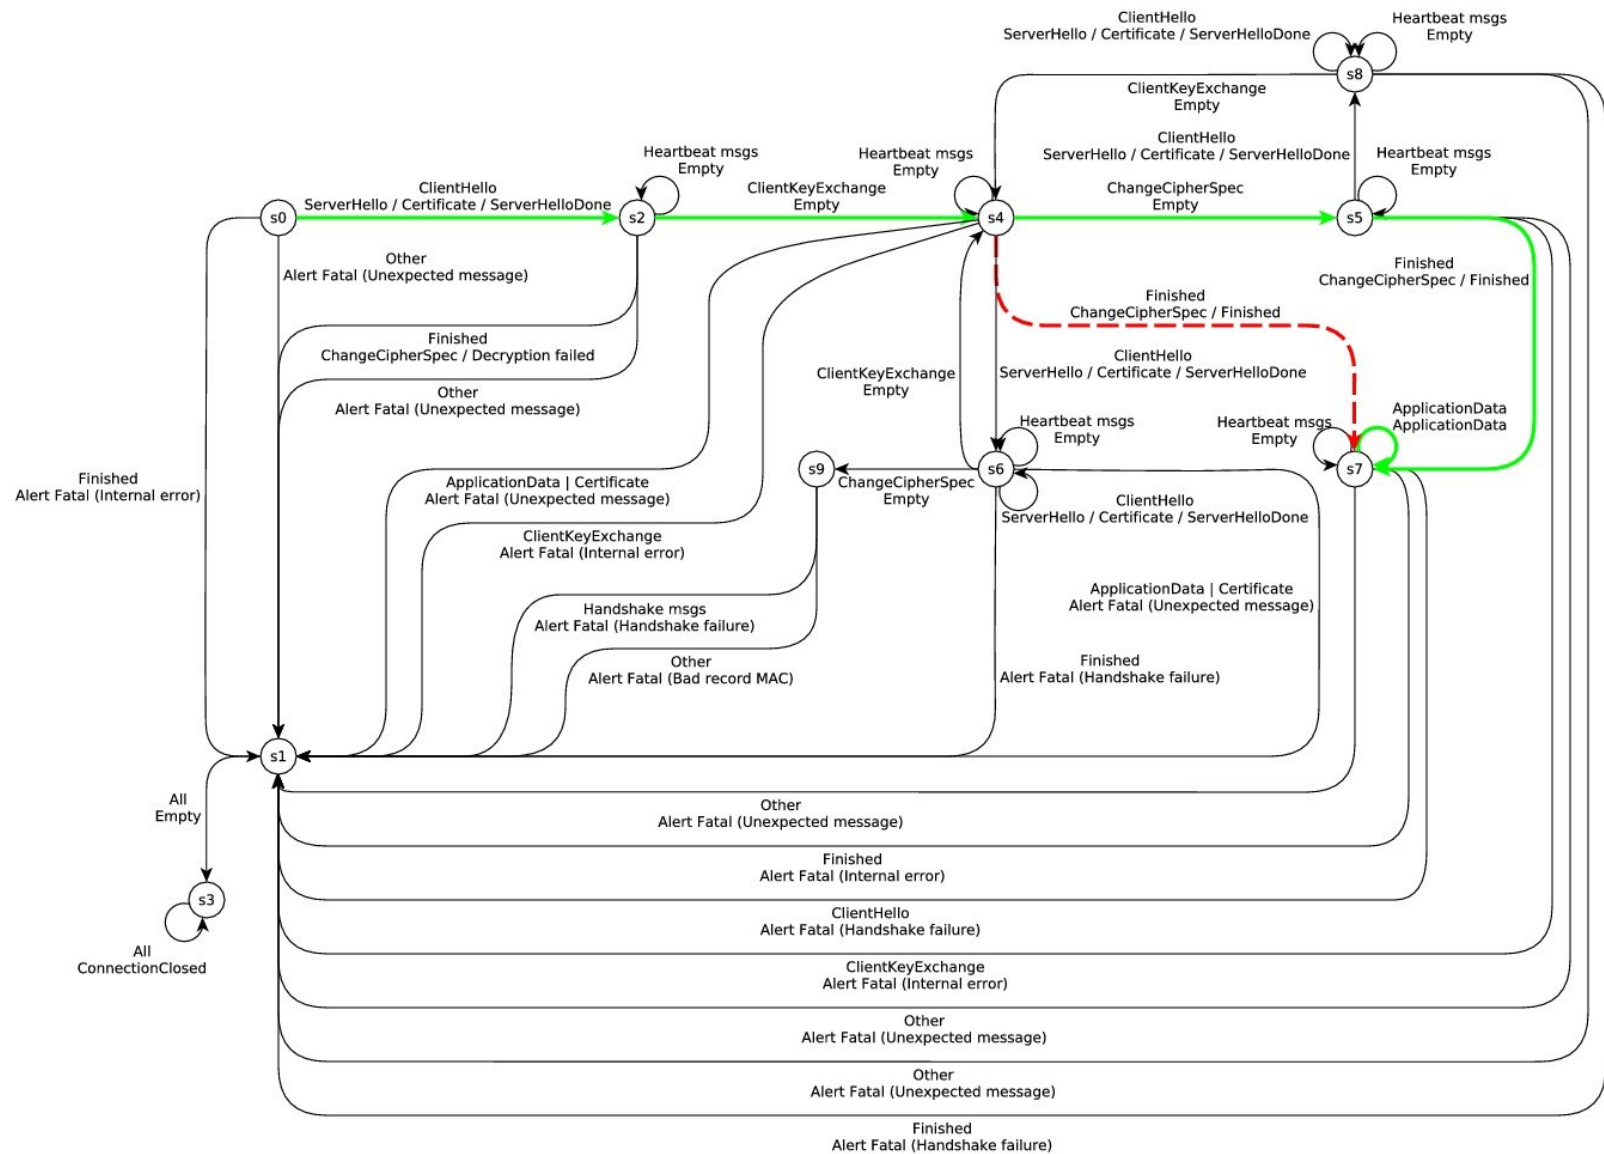 ClientHello
ServerHello / Certificate / ServerHelloDone
Heartbeat msgs
Empty
s8
ClientKeyExchange
Empty
ClientHello
ServerHello / Certificate / ServerHelloDone
Heartbeat msgs
Empty
Heartbeat msgs
Empty
Heartbeat msgs
Empty
ClientHello
ServerHello / Certificate / ServerHelloDone
ClientKeyExchange
Empty
ChangeCipherSpec
Empty
s0
s2
s4
s5
Other
Alert Fatal (Unexpected message)
Finished
ChangeCipherSpec / Finished
Finished
ChangeCipherSpec / Finished
Finished
ChangeCipherSpec / Decryption failed
ClientHello
ServerHello / Certificate / ServerHelloDone
ClientKeyExchange
Empty
Other
Alert Fatal (Unexpected message)
Heartbeat msgs
Empty
Heartbeat msgs
Empty
ApplicationData
ApplicationData
s9
s6
s7
Finished
Alert Fatal (Internal error)
ApplicationData | Certificate
Alert Fatal (Unexpected message)
ChangeCipherSpec
Empty
ClientHello
ServerHello / Certificate / ServerHelloDone
ClientKeyExchange
Alert Fatal (Internal error)
ApplicationData | Certificate
Alert Fatal (Unexpected message)
Handshake msgs
Alert Fatal (Handshake failure)
Other
Alert Fatal (Bad record MAC)
Finished
Alert Fatal (Handshake failure)
s1
All
Empty
Other
Alert Fatal (Unexpected message)
Finished
Alert Fatal (Internal error)
s3
ClientHello
Alert Fatal (Handshake failure)
All
ConnectionClosed
ClientKeyExchange
Alert Fatal (Internal error)
Other
Alert Fatal (Unexpected message)
Other
Alert Fatal (Unexpected message)
Finished
Alert Fatal (Handshake failure)